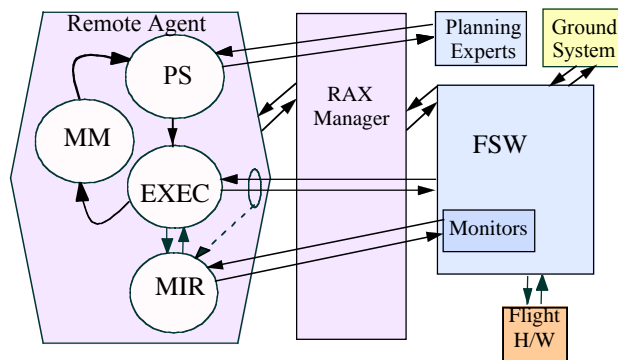 Remote Agent
PS
MM
EXEC
MIR
RAX
Manager
Planning
Experts
Ground
System
FSW
Monitors
Flight
H/W